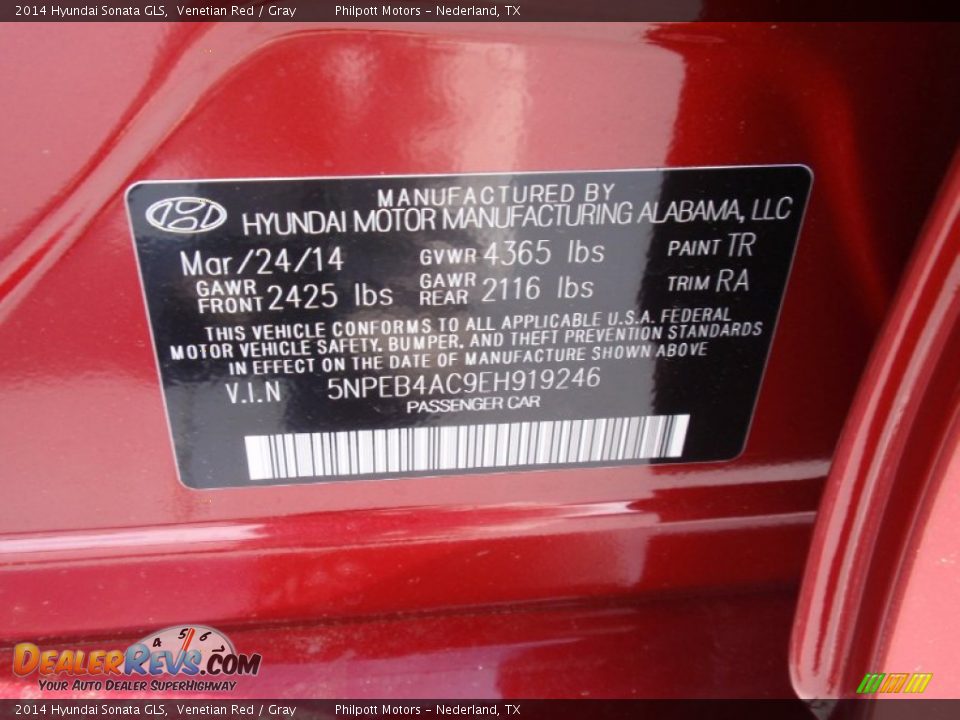 2014 Hyundai Sonata GLS, Venetian Red / Gray Philpott Motors - Nederland, TX
MANUFACTURED BY
HYUNDAI MOTOR MANUFACTURING ALABAMA, LLC
Mar/24/14 GVWR 4365 lbs PAINT TR
GAWR FRONT 2425 lbs GAWR REAR 2116 lbs TRIM RA
THIS VEHICLE CONFORMS TO ALL APPLICABLE U.S.A. FEDERAL
MOTOR VEHICLE SAFETY, BUMPER, AND THEFT PREVENTION STANDARDS
IN EFFECT ON THE DATE OF MANUFACTURE SHOWN ABOVE
V.I.N 5NPEB4AC9EH919246
PASSENGER CAR
4 5 6 7
DEALERREVS.COM
YOUR AUTO DEALER SUPERHIGHWAY
2014 Hyundai Sonata GLS, Venetian Red / Gray Philpott Motors - Nederland, TX